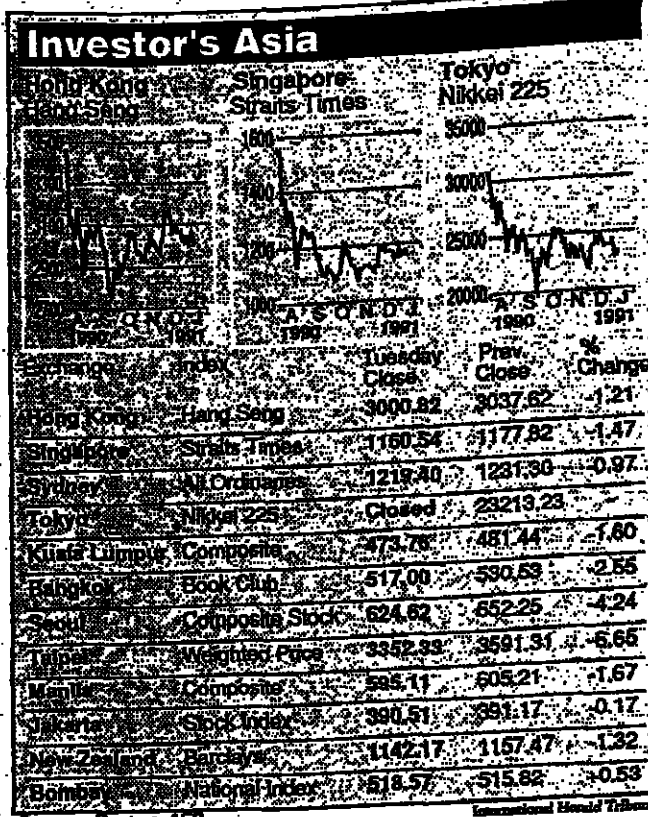 Investor's Asia
Hong Kong
Hang Seng
Singapore
Straits Times
Tokyo
Nikkei 225
1600
1400
1200
1000
A S O N D J
1990 1991
35000
30000
25000
20000
A S O N D J
1990 1991
A S O N D J
1990 1991
Exchange Index Tuesday Close Prev. Close % Change
Hong Kong Hang Seng 3000.82 3037.62 -1.21
Singapore Straits Times 1160.54 1177.82 -1.47
Sydney All Ordinaries 1219.40 1231.30 -0.97
Tokyo Nikkei 225 Closed 23213.23 -
Kuala Lumpur Composite 473.76 481.44 -1.60
Bangkok Book Club 517.00 530.53 -2.55
Seoul Composite Stock 624.62 652.25 -4.24
Taipei Weighted Price 3352.33 3591.31 -6.65
Manila Composite 595.11 605.21 -1.67
Jakarta Stock Index 390.51 391.17 -0.17
New Zealand Barclays 1142.17 1157.47 -1.32
Bombay National Index 518.57 515.82 +0.53
International Herald Tribune